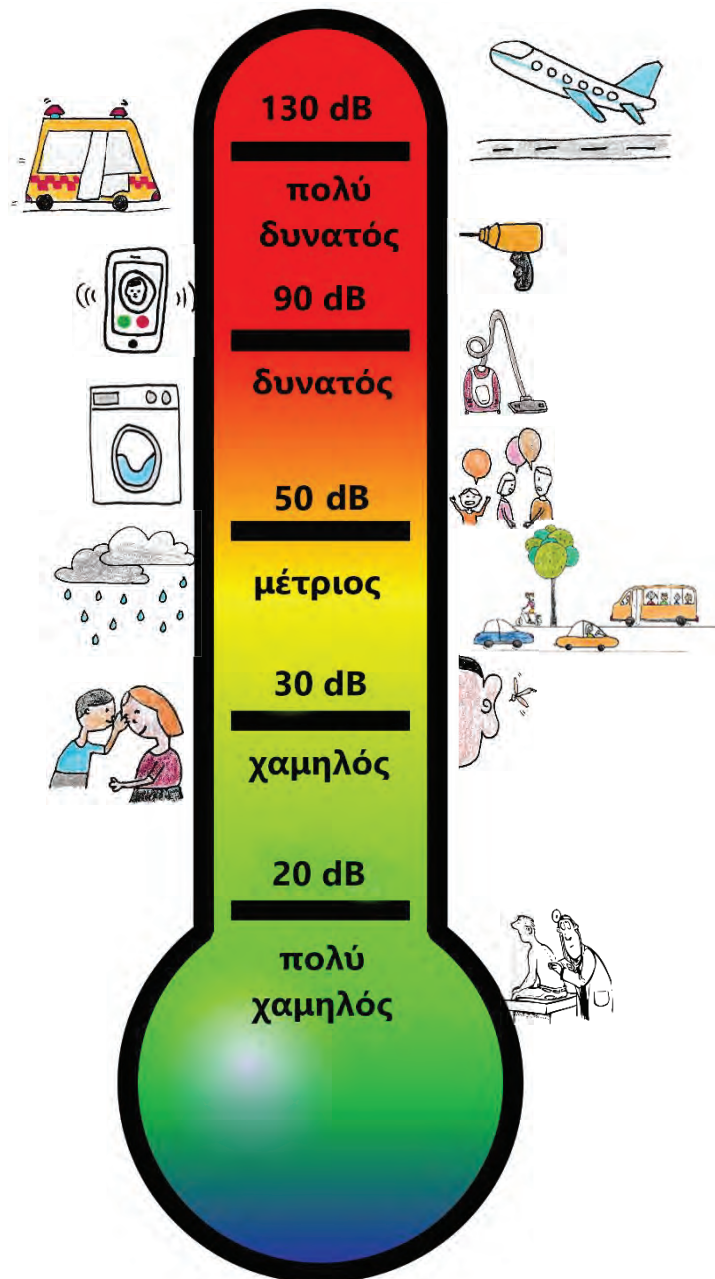 130 dB
πολύ
δυνατός
90 dB
δυνατός
50 dB
μέτριος
30 dB
χαμηλός
20 dB
πολύ
χαμηλός